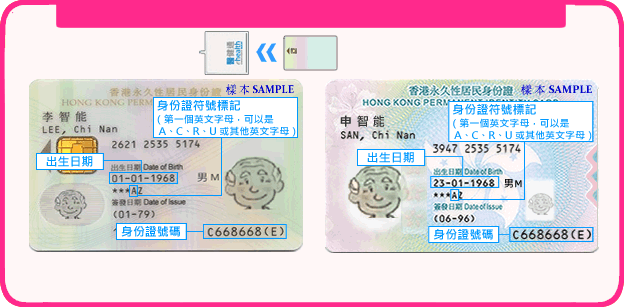 樣本 SAMPLE
香港永久性居民身份證
HONG KONG PERMANENT
李智能
LEE, Chi Nan
身份證符號標記
(第一個英文字母，可以是
A、C、R、U 或其他英文字母)
2621 2535 5174
出生日期
出生日期 Date of Birth
01-01-1968 男 M
***AZ
簽發日期 Date of Issue
(01-79)
身份證號碼
C668668(E)
樣本 SAMPLE
香港永久性居民身份證
HONG KONG PERMANENT IDENTITY CARD
申智能
SAN, Chi Nan
身份證符號標記
(第一個英文字母，可以是
A、C、R、U 或其他英文字母)
3947 2535 5174
出生日期
出生日期 Date of Birth
23-01-1968 男 M
***AZ
簽發日期 Date of Issue
(06-96)
身份證號碼
C668668(E)